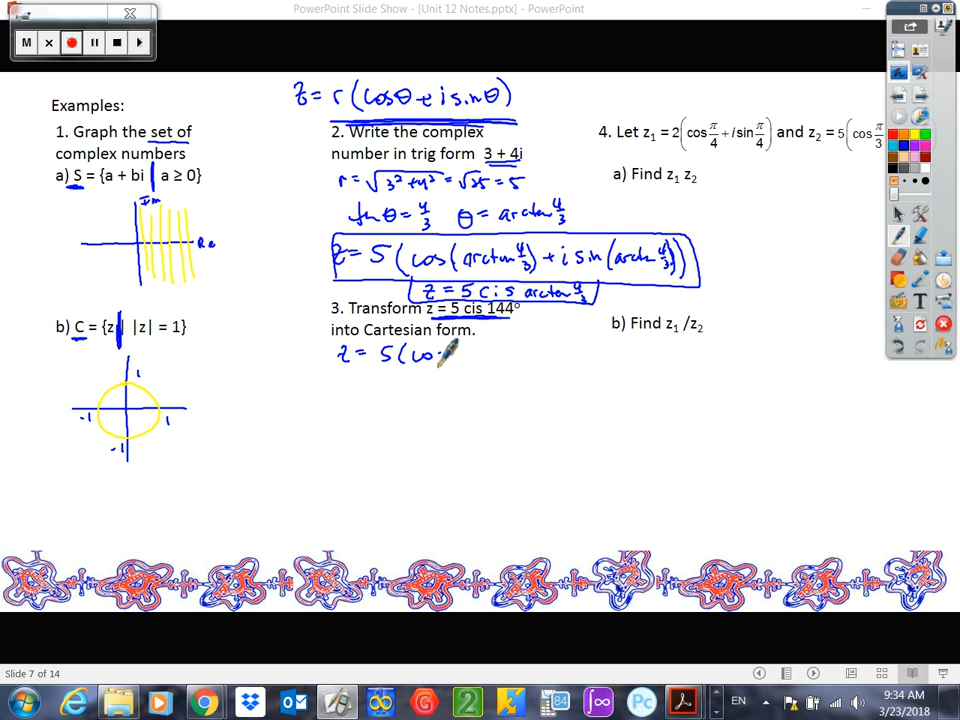 PowerPoint Slide Show - [Unit 12 Notes.pptx] - PowerPoint
M
Examples:
1. Graph the set of
complex numbers
a) S = {a + bi | a ≥ 0}
Im
Re
b) C = {z | |z| = 1}
1
-1
1
-1
z = r(cosθ + i sinθ)
2. Write the complex
number in trig form 3 + 4i
r = √(3² + 4²) = √25 = 5
tan θ = 4/3 θ = arctan 4/3
z = 5 (cos(arctan 4/3) + i sin(arctan 4/3))
z = 5 cis arctan 4/3
3. Transform z = 5 cis 144°
into Cartesian form.
z = 5(cos
4. Let z₁ = 2(cos π/4 + i sin π/4) and z₂ = 5(cos π/3
a) Find z₁ z₂
b) Find z₁ /z₂
Slide 7 of 14
EN
9:34 AM
3/23/2018